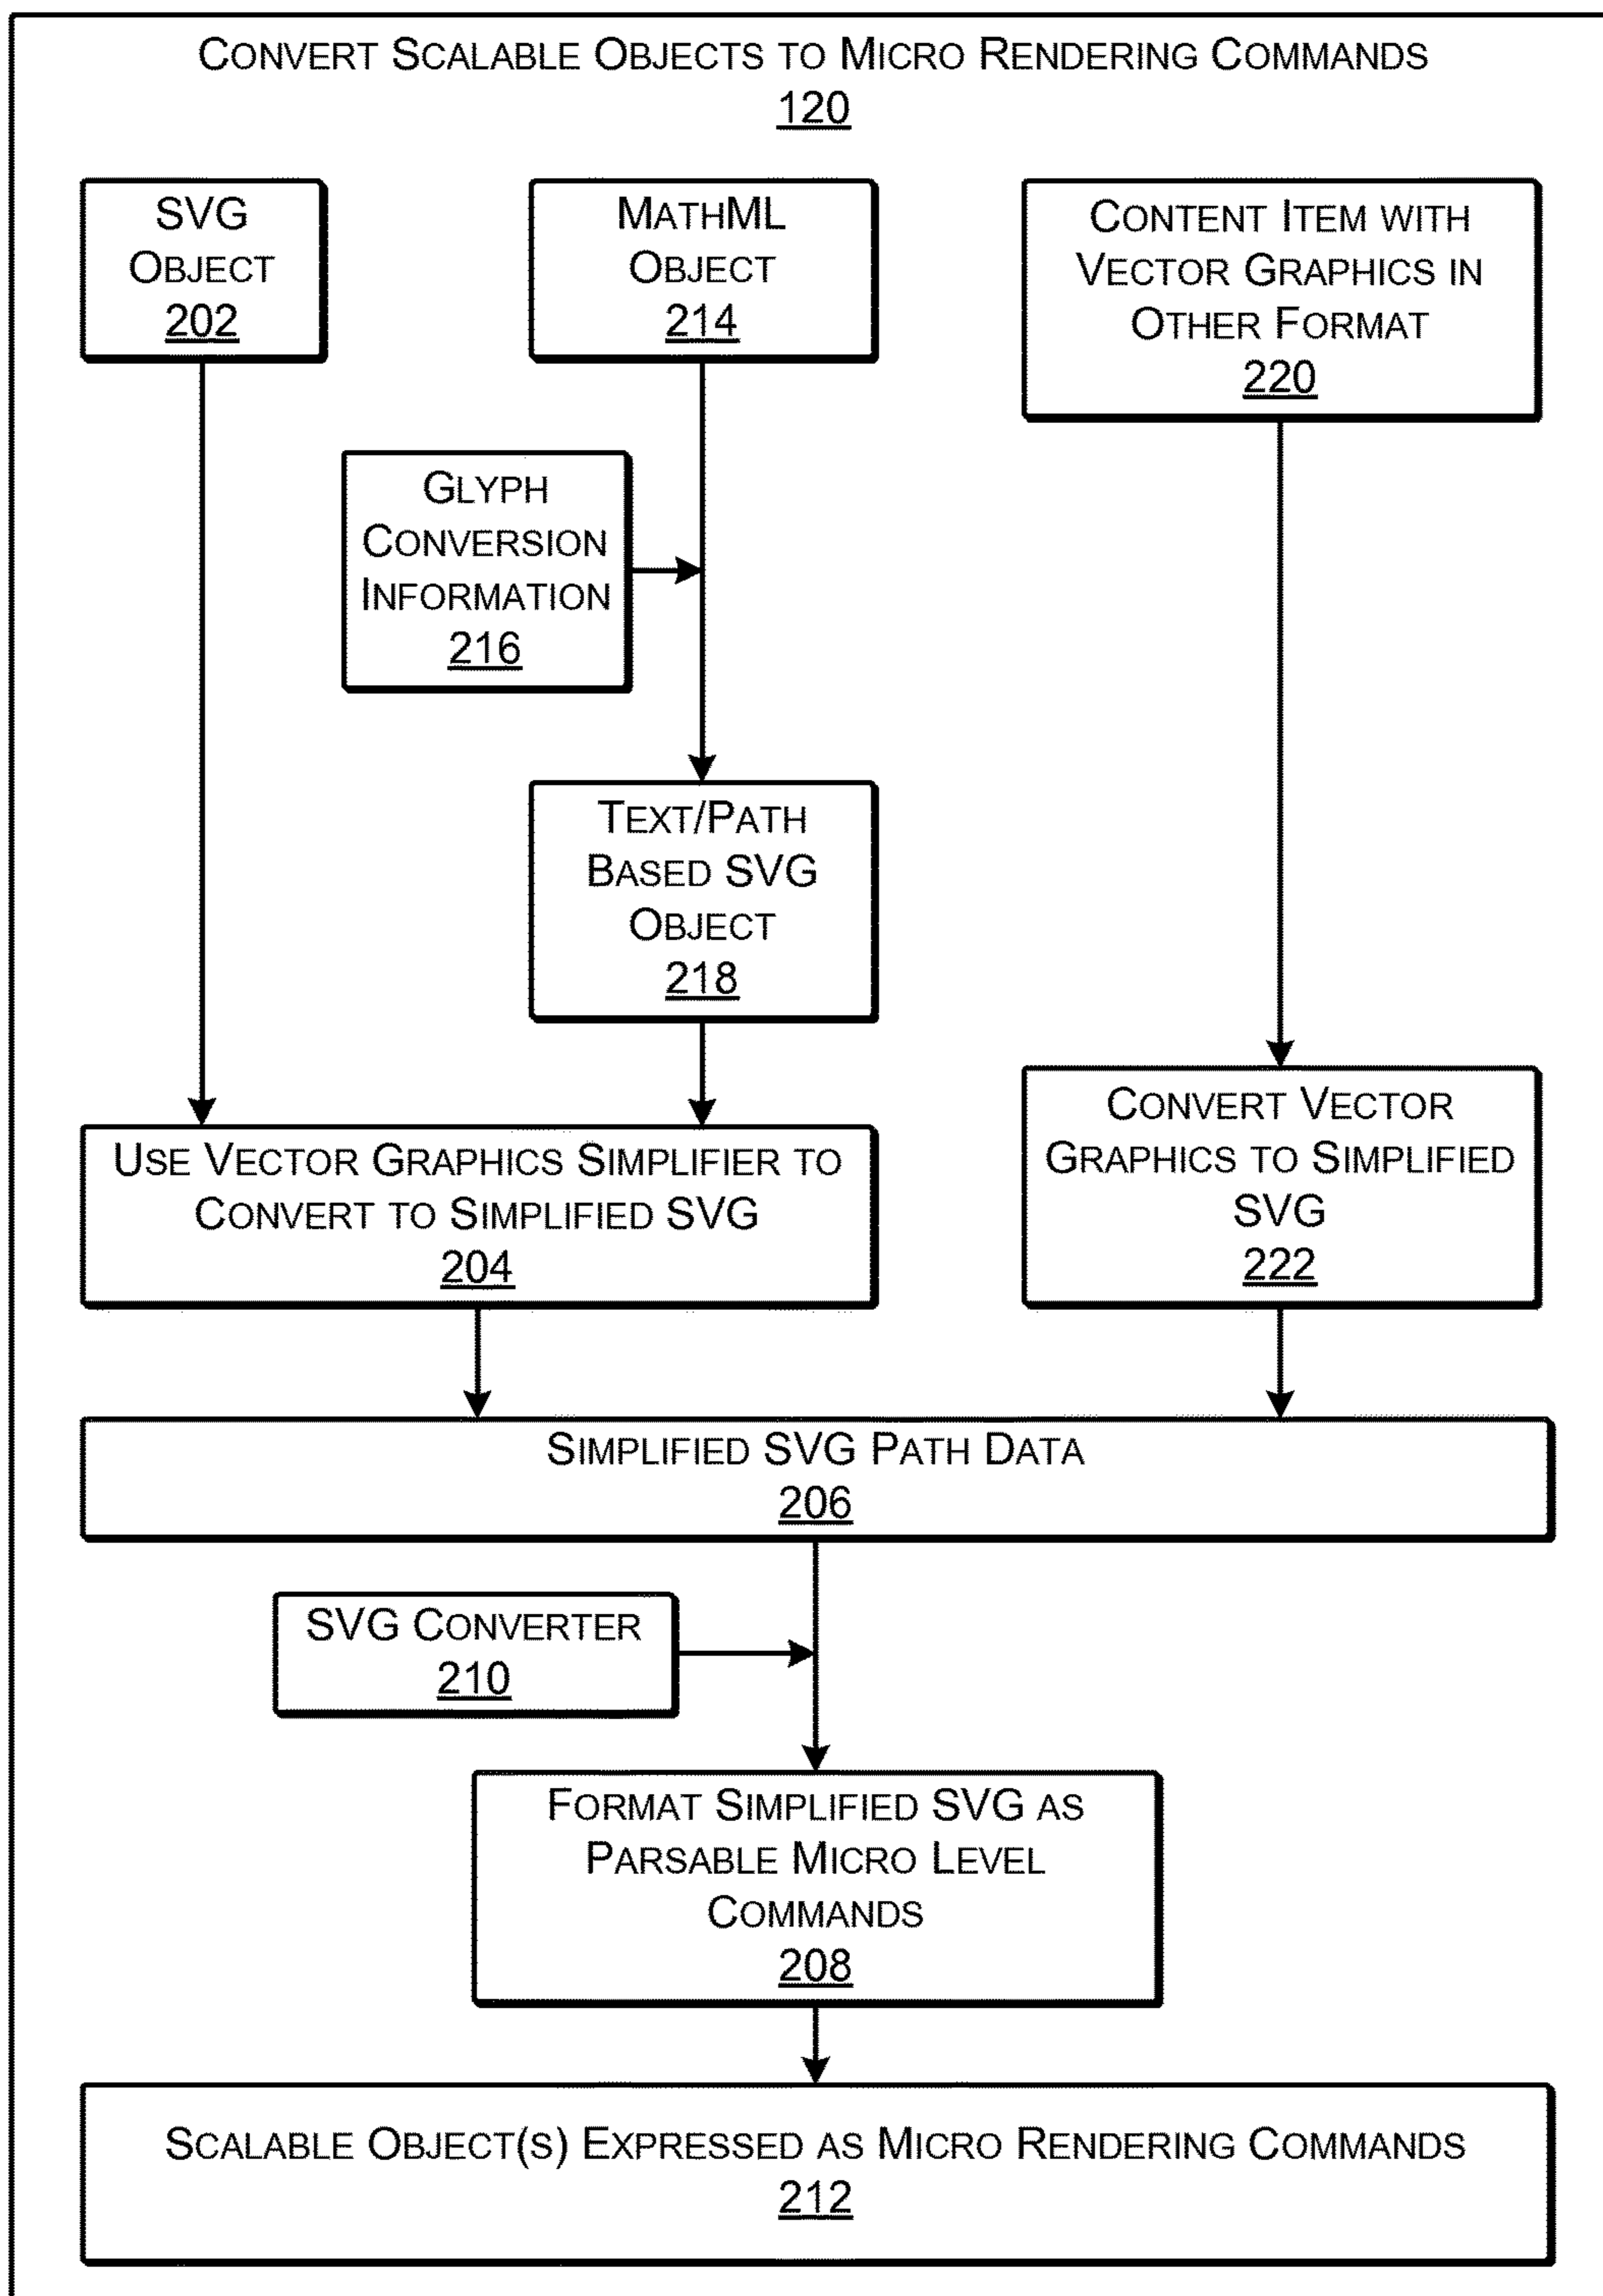 CONVERT SCALABLE OBJECTS TO MICRO RENDERING COMMANDS
120
SVG
OBJECT
202
MATHML
OBJECT
214
CONTENT ITEM WITH
VECTOR GRAPHICS IN
OTHER FORMAT
220
GLYPH
CONVERSION
INFORMATION
216
TEXT/PATH
BASED SVG
OBJECT
218
USE VECTOR GRAPHICS SIMPLIFIER TO
CONVERT TO SIMPLIFIED SVG
204
CONVERT VECTOR
GRAPHICS TO SIMPLIFIED
SVG
222
SIMPLIFIED SVG PATH DATA
206
SVG CONVERTER
210
FORMAT SIMPLIFIED SVG AS
PARSABLE MICRO LEVEL
COMMANDS
208
SCALABLE OBJECT(S) EXPRESSED AS MICRO RENDERING COMMANDS
212